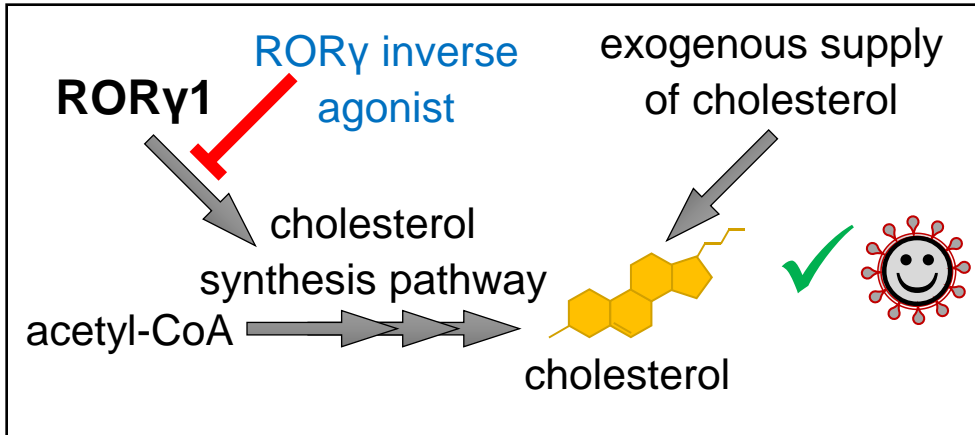 RORγ1
RORγ inverse
agonist
exogenous supply
of cholesterol
cholesterol
synthesis pathway
acetyl-CoA
cholesterol